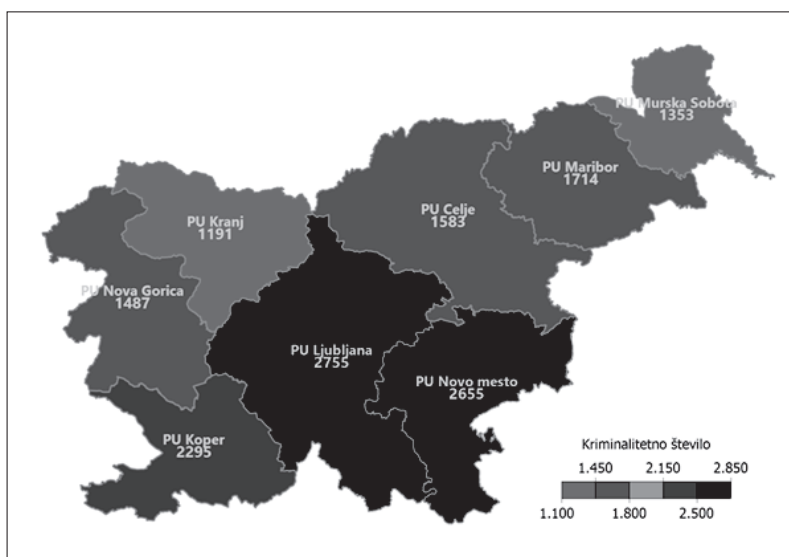 PU Murska Sobota
1353
PU Maribor
1714
PU Celje
1583
PU Kranj
1191
PU Nova Gorica
1487
PU Ljubljana
2755
PU Novo mesto
2655
PU Koper
2295
Kriminalitetno število
1.450 2.150 2.850
1.100 1.800 2.500